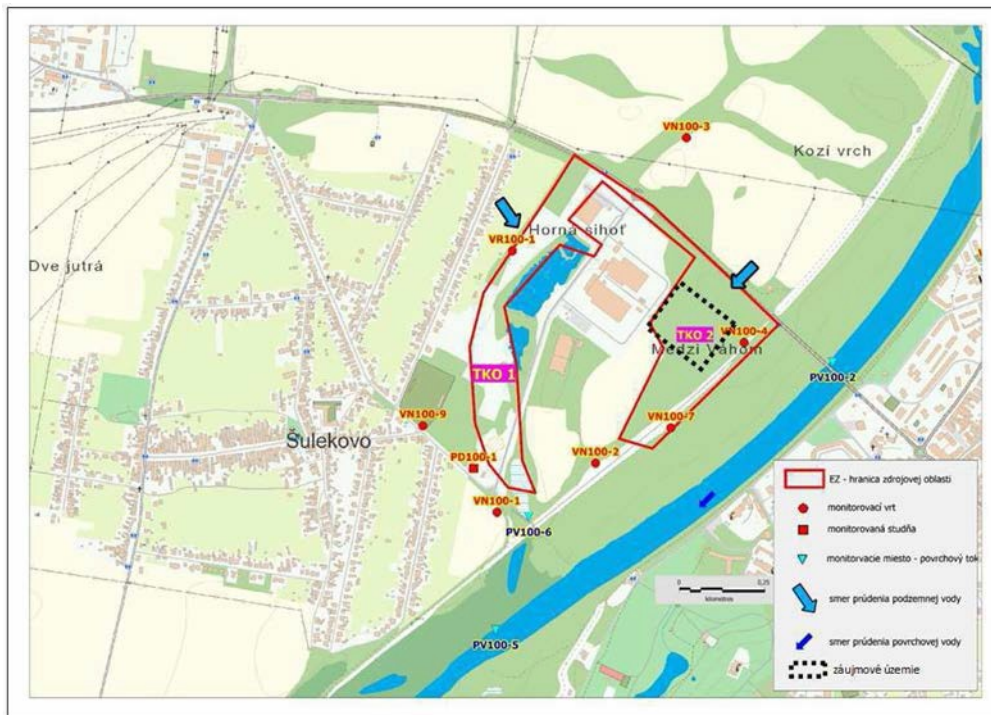 VN100-3
Kozí vrch
VR100-1
Horná sihoť
Dve jutrá
TKO 2
VN100-4
Medzi Váhom
PV100-2
TKO 1
VN100-9
VN100-7
Šulekovo
VN100-2
PD100-1
VN100-1
PV100-6
PV100-5
EZ - hranica zdrojovej oblasti
monitorovací vrt
monitorovaná studňa
monitorvacie miesto - povrchový tok
smer prúdenia podzemnej vody
smer prúdenia povrchovej vody
záujmové územie
0 0,25
kilometre